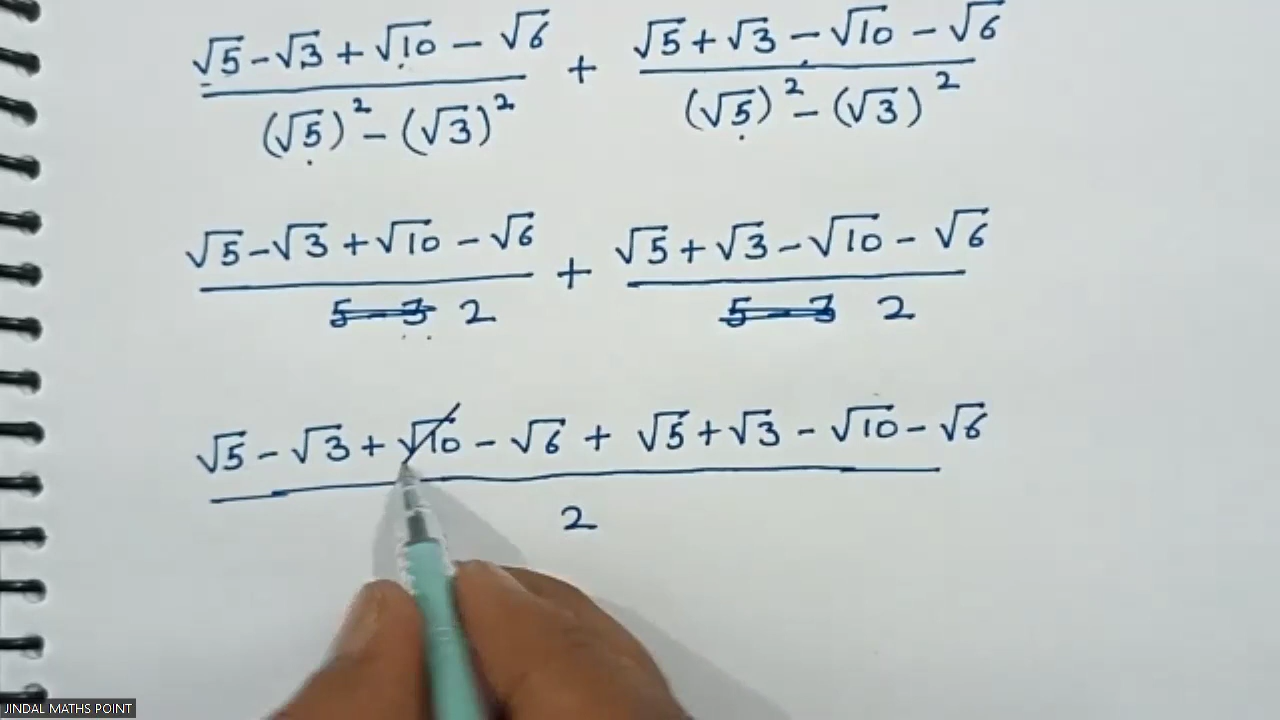 √5 - √3 + √10 - √6 + √5 + √3 - √10 - √6
(√5)² - (√3)² (√5)² - (√3)²
√5 - √3 + √10 - √6 + √5 + √3 - √10 - √6
5 - 3 2 5 - 3 2
√5 - √3 + √10 - √6 + √5 + √3 - √10 - √6
2
JINDAL MATHS POINT